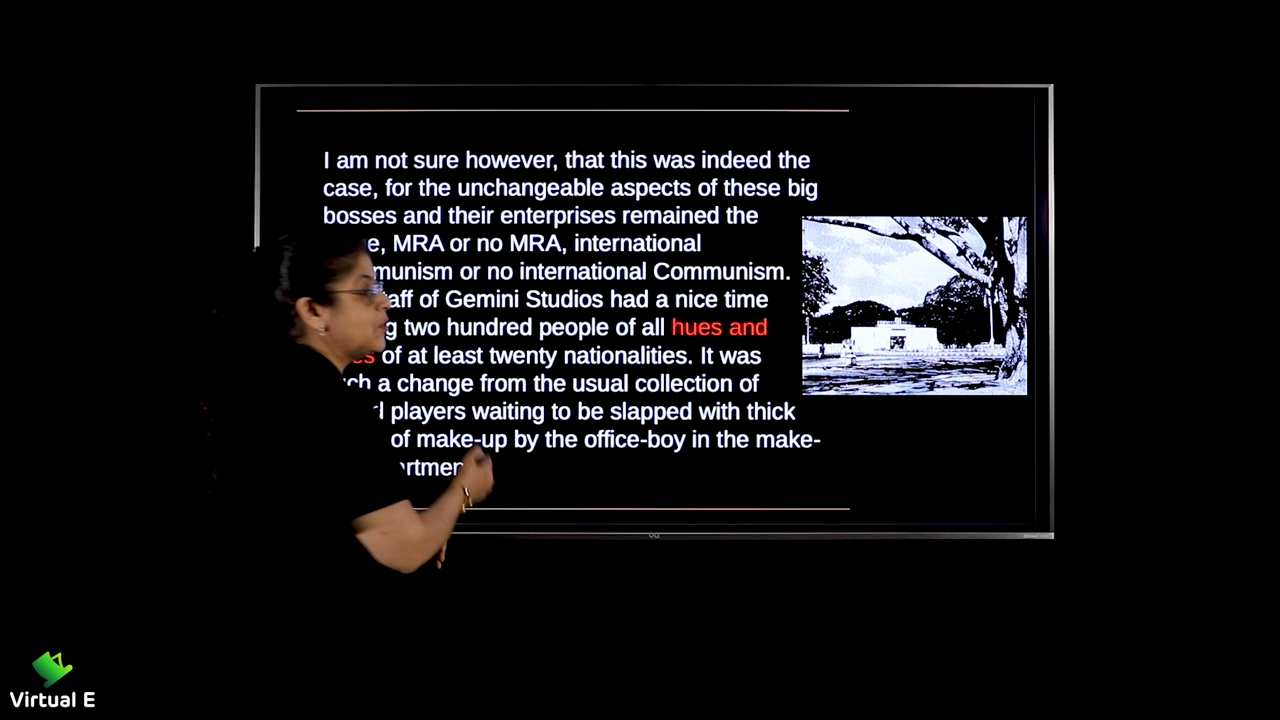 I am not sure however, that this was indeed the
case, for the unchangeable aspects of these big
bosses and their enterprises remained the
MRA or no MRA, international
or no international Communism.
of Gemini Studios had a nice time
two hundred people of all hues and
of at least twenty nationalities. It was
a change from the usual collection of
players waiting to be slapped with thick
of make-up by the office-boy in the make-
Virtual E